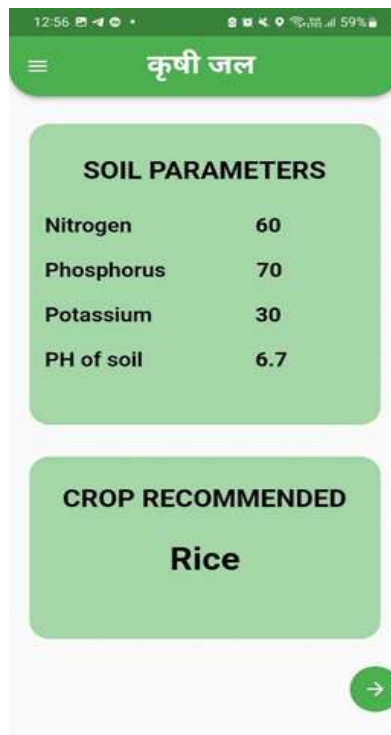 12:56 59%
कृषी जल
SOIL PARAMETERS
Nitrogen 60
Phosphorus 70
Potassium 30
PH of soil 6.7
CROP RECOMMENDED
Rice